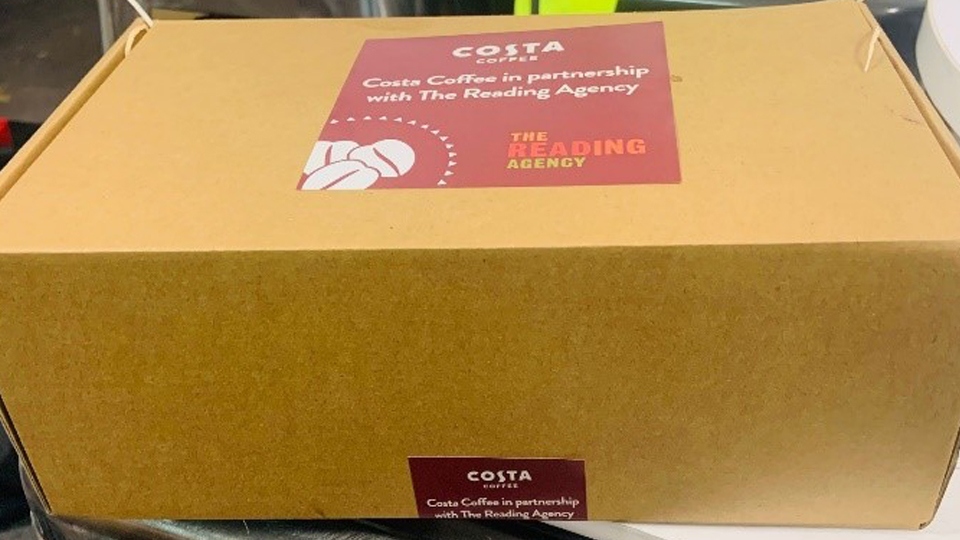 COSTA
COFFEE
Costa Coffee in partnership
with The Reading Agency
THE
READING
AGENCY
COSTA
COFFEE
Costa Coffee in partnership
with The Reading Agency